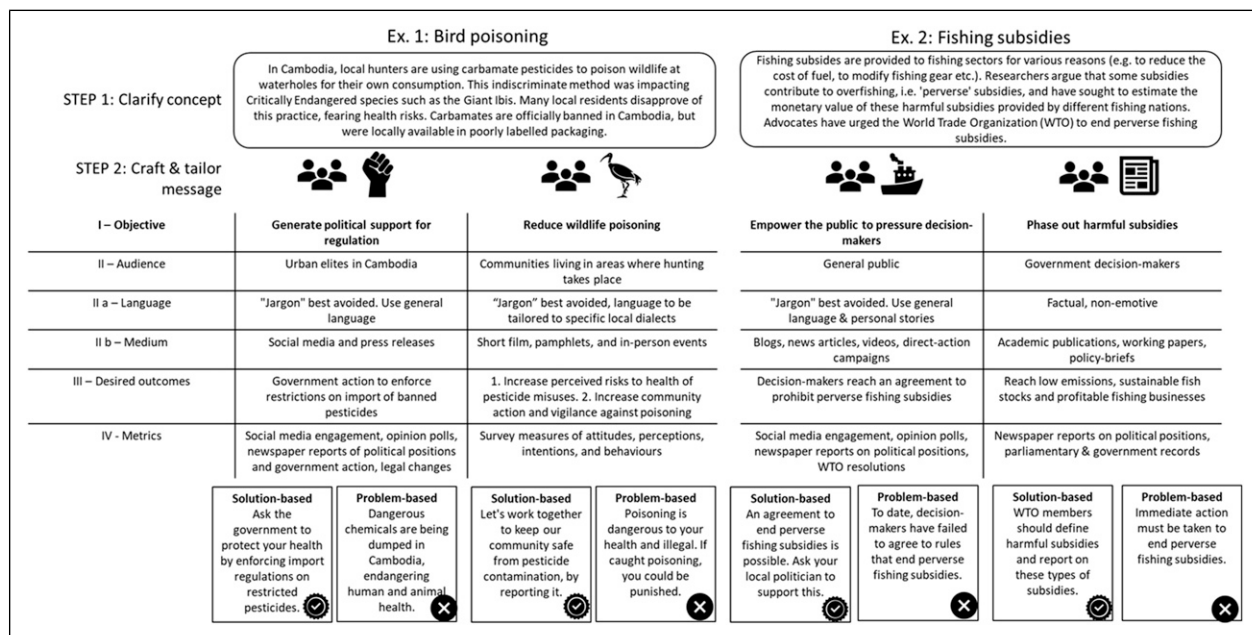 Ex. 1: Bird poisoning
Ex. 2: Fishing subsidies
STEP 1: Clarify concept
In Cambodia, local hunters are using carbamate pesticides to poison wildlife at
waterholes for their own consumption. This indiscriminate method was impacting
Critically Endangered species such as the Giant Ibis. Many local residents disapprove of
this practice, fearing health risks. Carbamates are officially banned in Cambodia, but
were locally available in poorly labelled packaging.
Fishing subsides are provided to fishing sectors for various reasons (e.g. to reduce the
cost of fuel, to modify fishing gear etc.). Researchers argue that some subsidies
contribute to overfishing, i.e. 'perverse' subsidies, and have sought to estimate the
monetary value of these harmful subsidies provided by different fishing nations.
Advocates have urged the World Trade Organization (WTO) to end perverse fishing
subsidies.
STEP 2: Craft & tailor
message
I – Objective
Generate political support for
regulation
Reduce wildlife poisoning
Empower the public to pressure decision-
makers
Phase out harmful subsidies
II – Audience
Urban elites in Cambodia
Communities living in areas where hunting
takes place
General public
Government decision-makers
II a – Language
"Jargon" best avoided. Use general
language
“Jargon” best avoided, language to be
tailored to specific local dialects
"Jargon" best avoided. Use general
language & personal stories
Factual, non-emotive
II b – Medium
Social media and press releases
Short film, pamphlets, and in-person events
Blogs, news articles, videos, direct-action
campaigns
Academic publications, working papers,
policy-briefs
III – Desired outcomes
Government action to enforce
restrictions on import of banned
pesticides
1. Increase perceived risks to health of
pesticide misuses. 2. Increase community
action and vigilance against poisoning
Decision-makers reach an agreement to
prohibit perverse fishing subsidies
Reach low emissions, sustainable fish
stocks and profitable fishing businesses
IV - Metrics
Social media engagement, opinion polls,
newspaper reports of political positions
and government action, legal changes
Survey measures of attitudes, perceptions,
intentions, and behaviours
Social media engagement, opinion polls,
newspaper reports on political positions,
WTO resolutions
Newspaper reports on political positions,
parliamentary & government records
Solution-based
Ask the
government to
protect your health
by enforcing import
regulations on
restricted
pesticides.
Problem-based
Dangerous
chemicals are being
dumped in
Cambodia,
endangering
human and animal
health.
Solution-based
Let's work together
to keep our
community safe
from pesticide
contamination, by
reporting it.
Problem-based
Poisoning is
dangerous to your
health and illegal. If
caught poisoning,
you could be
punished.
Solution-based
An agreement to
end perverse
fishing subsidies is
possible. Ask your
local politician to
support this.
Problem-based
To date, decision-
makers have failed
to agree to rules
that end perverse
fishing subsidies.
Solution-based
WTO members
should define
harmful subsidies
and report on
these types of
subsidies.
Problem-based
Immediate action
must be taken to
end perverse
fishing subsidies.